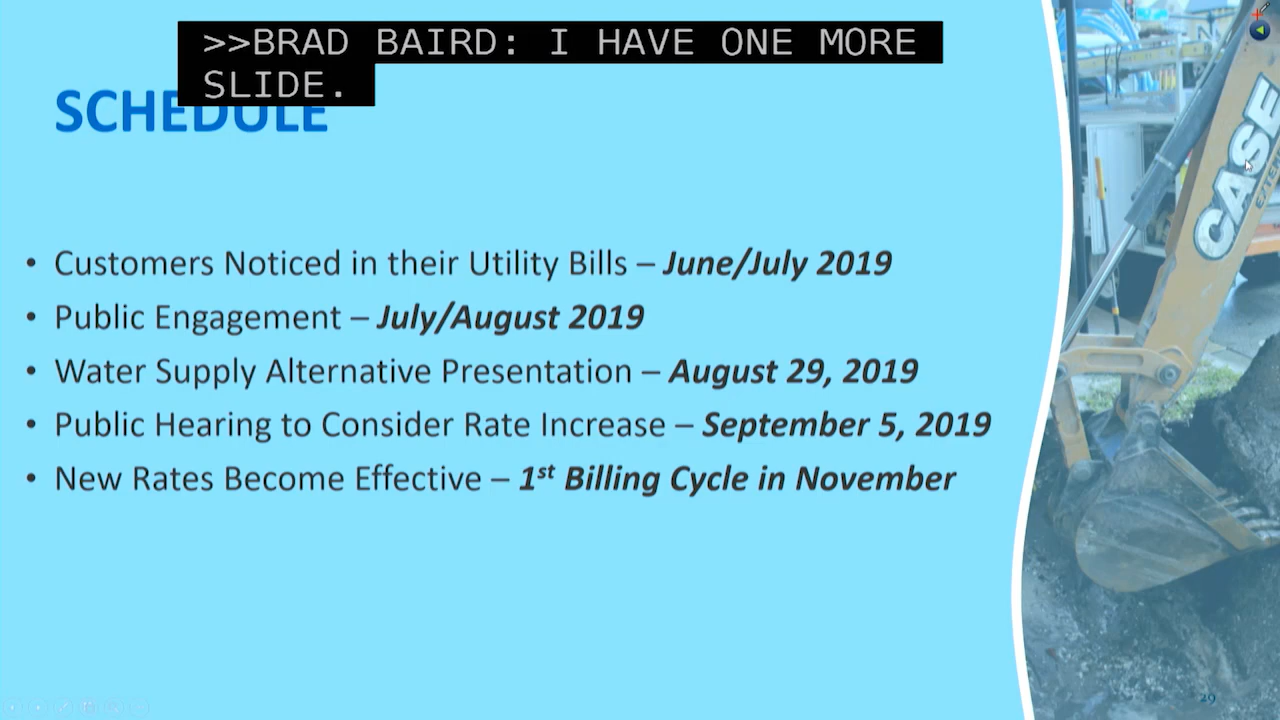 >>BRAD BAIRD: I HAVE ONE MORE
SLIDE.
SCHEDULE
• Customers Noticed in their Utility Bills – June/July 2019
• Public Engagement – July/August 2019
• Water Supply Alternative Presentation – August 29, 2019
• Public Hearing to Consider Rate Increase – September 5, 2019
• New Rates Become Effective – 1st Billing Cycle in November
CASE
29